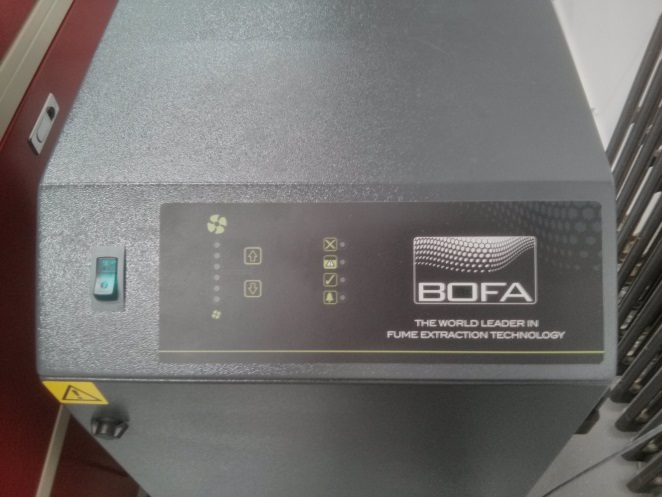 BOFA
THE WORLD LEADER IN
FUME EXTRACTION TECHNOLOGY